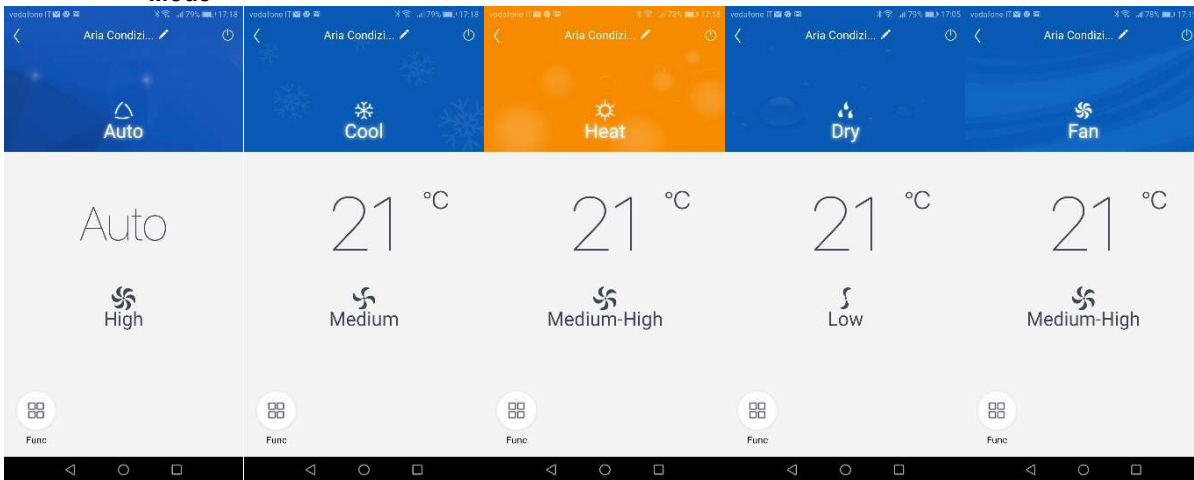 vodafone IT 79% 17:18
Aria Condizi...
Auto
Auto
High
Func
vodafone IT 79% 17:18
Aria Condizi...
Cool
21 °C
Medium
Func
vodafone IT 78% 17:18
Aria Condizi...
Heat
21 °C
Medium-High
Func
vodafone IT 79% 17:05
Aria Condizi...
Dry
21 °C
Low
Func
vodafone IT 78%
Aria Condizi...
Fan
21 °C
Medium-High
Func